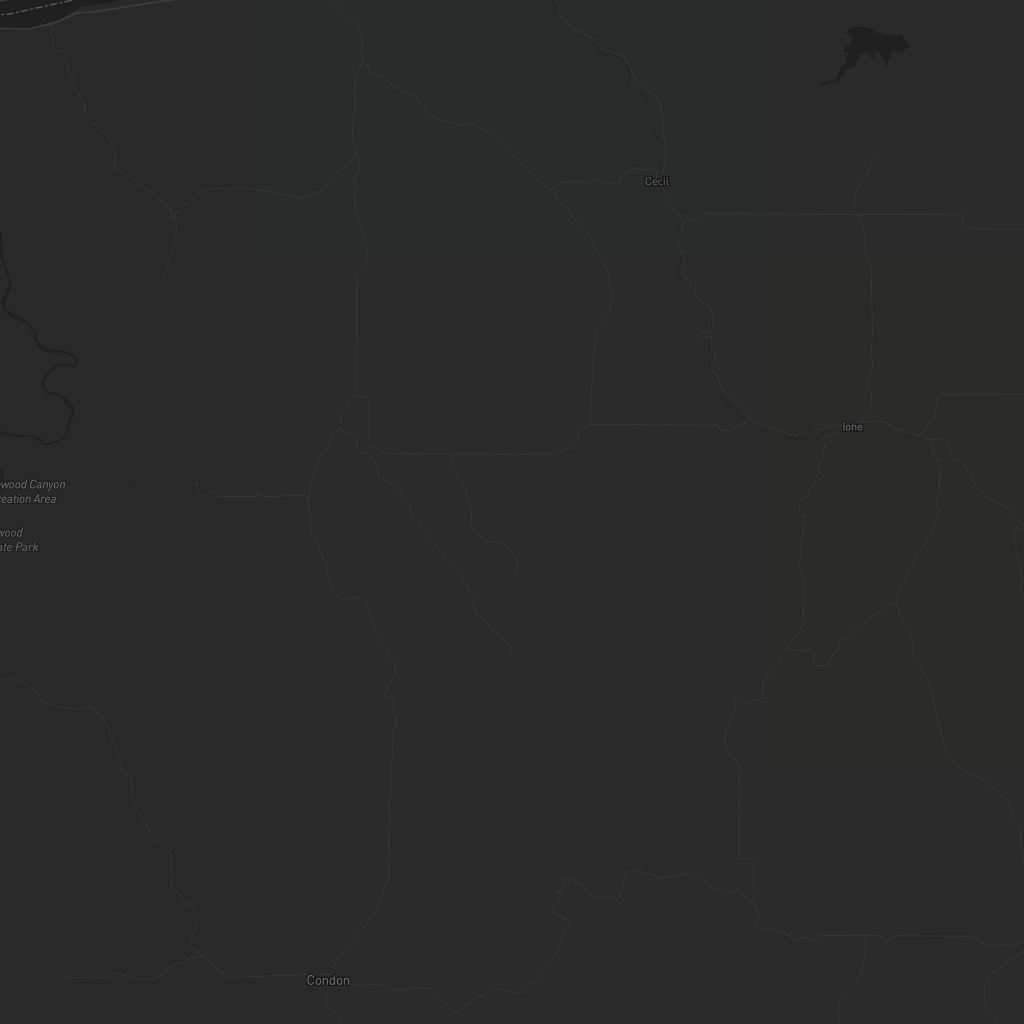 Cecil
Ione
wood Canyon
reation Area
wood
ate Park
Condon